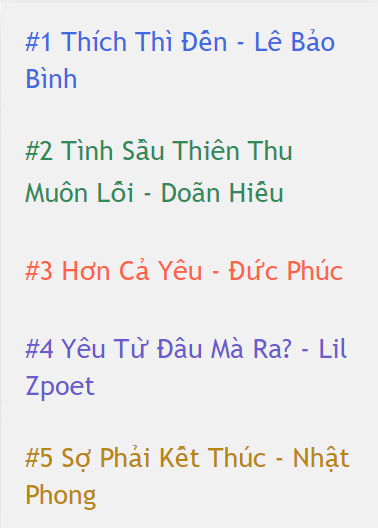 #1 Thích Thì Đến - Lê Bảo
Bình
#2 Tình Sầu Thiên Thu
Muôn Lối - Doãn Hiếu
#3 Hơn Cả Yêu - Đức Phúc
#4 Yêu Từ Đâu Mà Ra? - Lil
Zpoet
#5 Sợ Phải Kết Thúc - Nhật
Phong